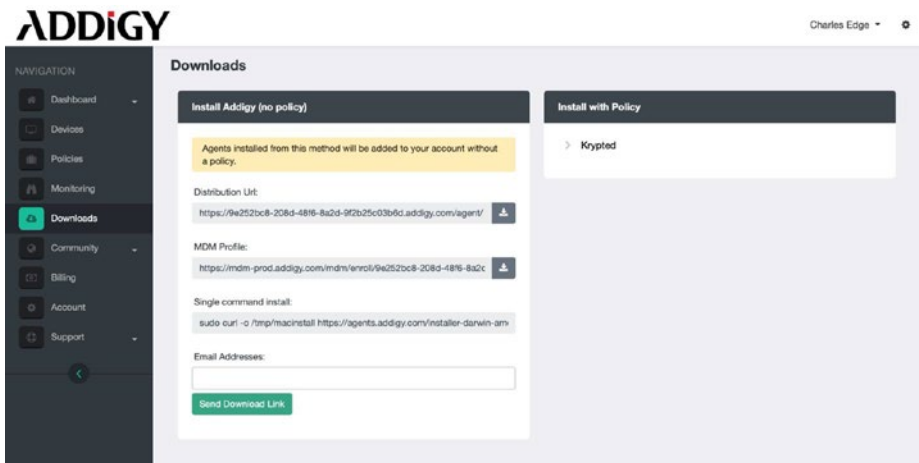 ADDiGY
Charles Edge
NAVIGATION
Dashboard
Devices
Policies
Monitoring
Downloads
Community
Billing
Account
Support
Downloads
Install Addigy (no policy)
Agents installed from this method will be added to your account without
a policy.
Distribution Url:
https://9e252bc8-208d-48f6-8a2d-9f2b25c03b6d.addigy.com/agent/
MDM Profile:
https://mdm-prod.addigy.com/mdm/enroll/9e252bc8-208d-48f6-8a2c
Single command install:
sudo curl -o /tmp/macinstall https://agents.addigy.com/installer-darwin-am
Email Addresses:
Send Download Link
Install with Policy
Krypted